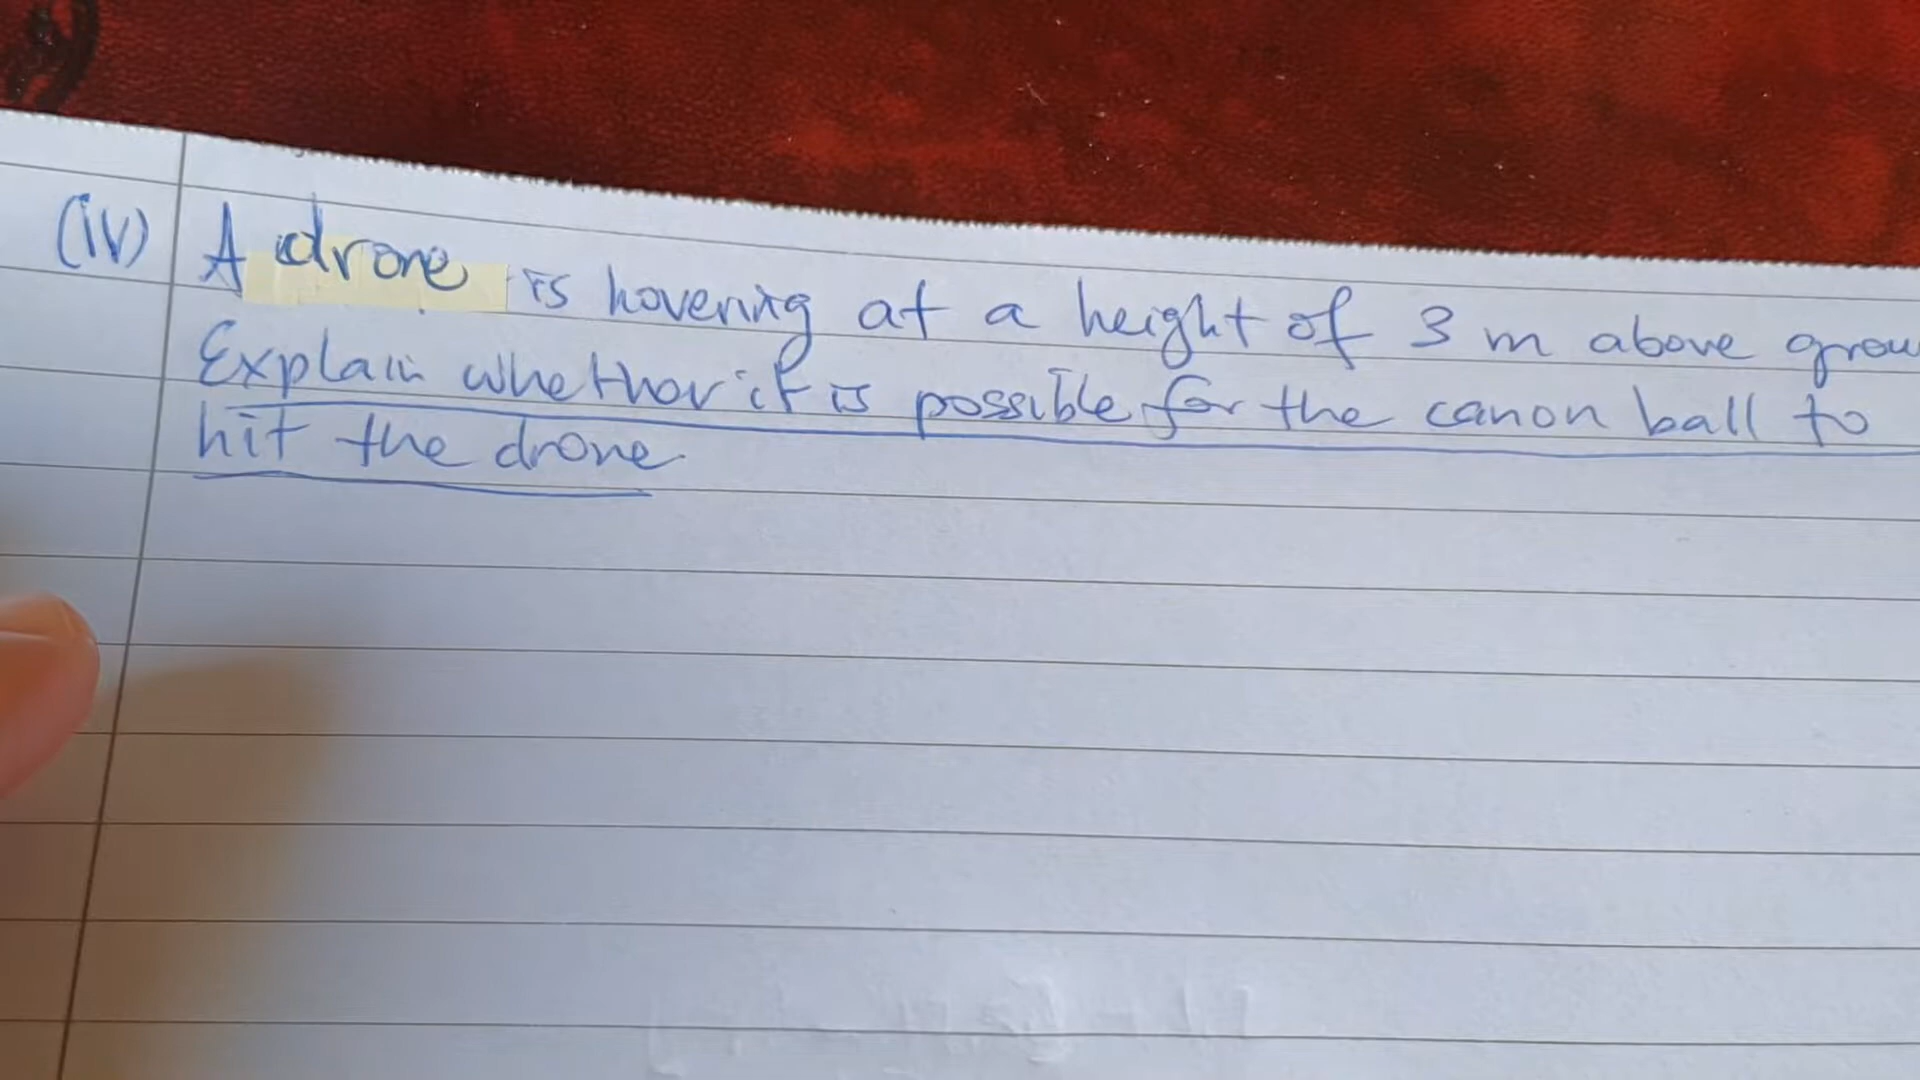 (iv) A drone is hovering at a height of 3 m above grou
Explain whether it is possible for the canon ball to
hit the drone